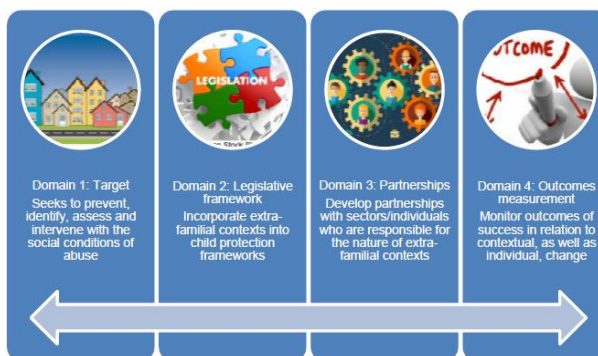 Domain 1: Target
Seeks to prevent,
identify, assess and
intervene with the
social conditions of
abuse
LEGISLATION
Domain 2: Legislative
framework
Incorporate extra-
familial contexts into
child protection
frameworks
Domain 3: Partnerships
Develop partnerships
with sectors/individuals
who are responsible for
the nature of extra-
familial contexts
UTCOME
Domain 4: Outcomes
measurement
Monitor outcomes of
success in relation to
contextual, as well as
individual, change